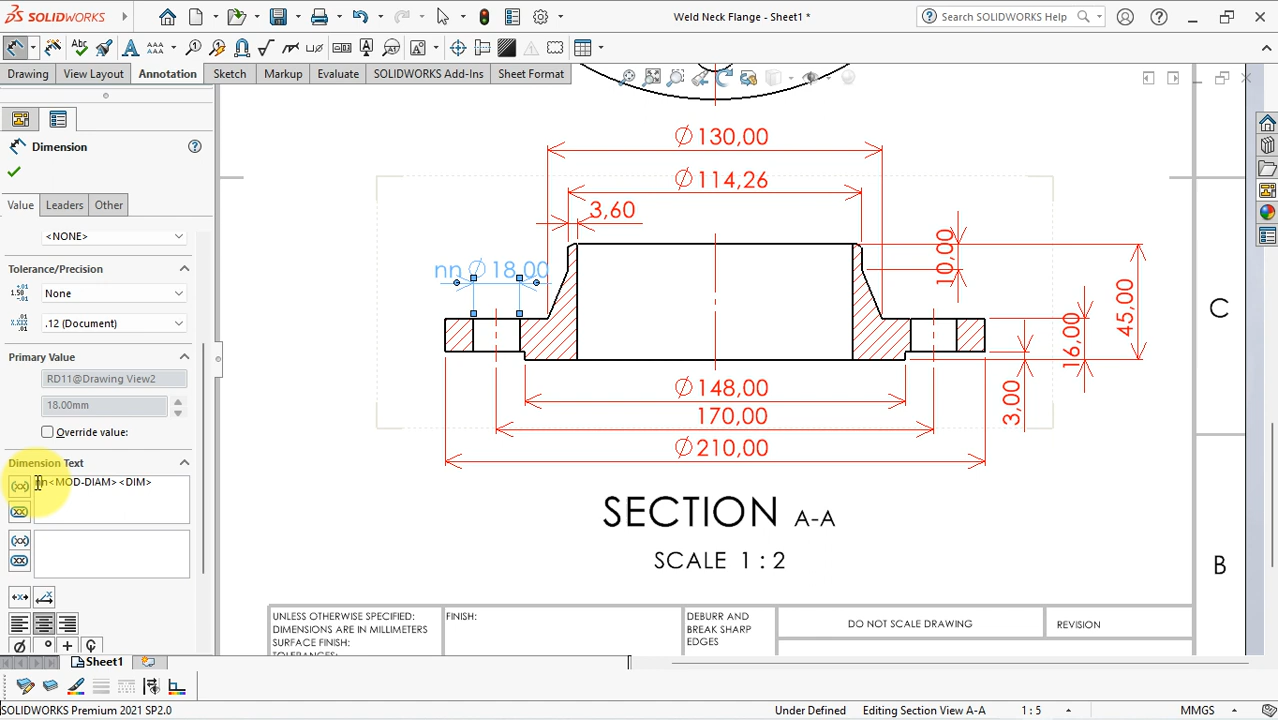 SOLIDWORKS
Weld Neck Flange - Sheet1 *
Search SOLIDWORKS Help
Drawing
View Layout
Annotation
Sketch
Markup
Evaluate
SOLIDWORKS Add-Ins
Sheet Format
Dimension
Value
Leaders
Other
<NONE>
Tolerance/Precision
None
.12 (Document)
Primary Value
RD11@Drawing View2
18.00mm
Override value:
Dimension Text
nn<MOD-DIAM><DIM>
∅130,00
∅114,26
3,60
nn∅18,00
10,00
45,00
16,00
3,00
∅148,00
170,00
∅210,00
SECTION A-A
SCALE 1 : 2
C
B
UNLESS OTHERWISE SPECIFIED:
DIMENSIONS ARE IN MILLIMETERS
SURFACE FINISH:
TOLERANCES:
FINISH:
DEBURR AND
BREAK SHARP
EDGES
DO NOT SCALE DRAWING
REVISION
Sheet1
SOLIDWORKS Premium 2021 SP2.0
Under Defined
Editing Section View A-A
1 : 5
MMGS